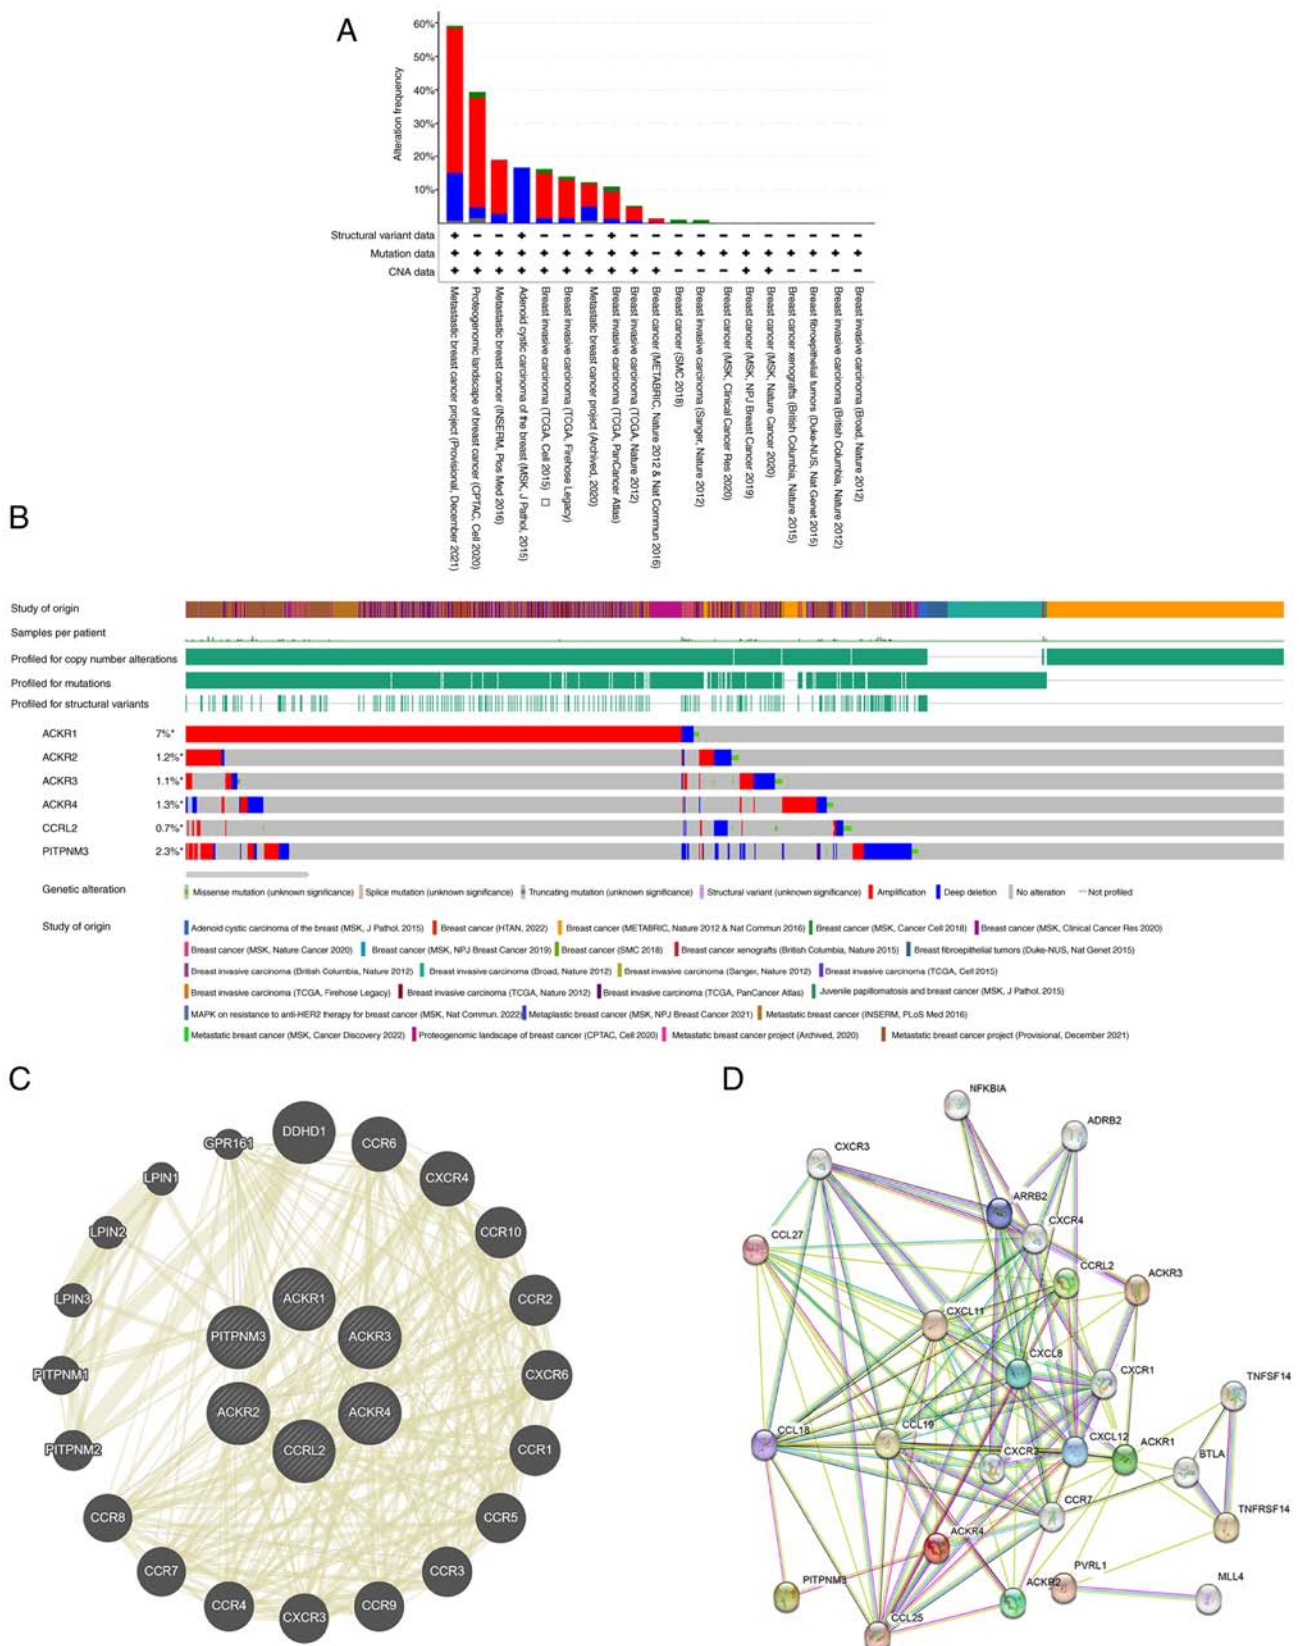 A
60%
50%
40%
30%
20%
10%
Alteration frequency
Structural variant data + - - + - - - + - - - - - - - - - - -
Mutation data
CNA data
Metastastic breast cancer project (Provisional, December 2021)
Proteogenomic landscape of breast cancer (CPTAC, Cell 2020)
Metastastic breast cancer (INSERM, Plos Med 2016)
Adenoid cystic carcinoma of the breast (MSK, J Pathol, 2015)
Breast invasive carcinoma (TCGA, Cell 2015) □
Breast invasive carcinoma (TCGA, Firehose Legacy)
Metastatic breast cancer project (Archived, 2020)
Breast invasive carcinoma (TCGA, PanCancer Atlas)
Breast invasive carcinoma (TCGA, Nature 2012)
Breast cancer (METABRIC, Nature 2012 & Nat Commun 2016)
Breast cancer (SMC 2018)
Breast invasive carcinoma (Sanger, Nature 2012)
Breast cancer (MSK, Clinical Cancer Res 2020)
Breast cancer (MSK, NPJ Breast Cancer 2019)
Breast cancer (MSK, Nature Cancer 2020)
Breast cancer xenografts (British Columbia, Nature 2015)
Breast fibroepithelial tumors (Duke-NUS, Nat Genet 2015)
Breast invasive carcinoma (British Columbia, Nature 2012)
Breast invasive carcinoma (Broad, Nature 2012)
B
Study of origin
Samples per patient
Profiled for copy number alterations
Profiled for mutations
Profiled for structural variants
ACKR1 7%*
ACKR2 1.2%*
ACKR3 1.1%*
ACKR4 1.3%*
CCRL2 0.7%*
PITPNM3 2.3%*
Genetic alteration Missense mutation (unknown significance) Splice mutation (unknown significance) Truncating mutation (unknown significance) Structural variant (unknown significance) Amplification Deep deletion No alteration Not profiled
Study of origin Adenoid cystic carcinoma of the breast (MSK, J Pathol. 2015) Breast cancer (HTAN, 2022) Breast cancer (METABRIC, Nature 2012 & Nat Commun 2016) Breast cancer (MSK, Cancer Cell 2018) Breast cancer (MSK, Clinical Cancer Res 2020)
Breast cancer (MSK, Nature Cancer 2020) Breast cancer (MSK, NPJ Breast Cancer 2019) Breast cancer (SMC 2018) Breast cancer xenografts (British Columbia, Nature 2015) Breast fibroepithelial tumors (Duke-NUS, Nat Genet 2015)
Breast invasive carcinoma (British Columbia, Nature 2012) Breast invasive carcinoma (Broad, Nature 2012) Breast invasive carcinoma (Sanger, Nature 2012) Breast invasive carcinoma (TCGA, Cell 2015)
Breast invasive carcinoma (TCGA, Firehose Legacy) Breast invasive carcinoma (TCGA, Nature 2012) Breast invasive carcinoma (TCGA, PanCancer Atlas) Juvenile papillomatosis and breast cancer (MSK, J Pathol. 2015)
MAPK on resistance to anti-HER2 therapy for breast cancer (MSK, Nat Commun. 2022) Metaplastic breast cancer (MSK, NPJ Breast Cancer 2021) Metastatic breast cancer (INSERM, PLoS Med 2016)
Metastatic breast cancer (MSK, Cancer Discovery 2022) Proteogenomic landscape of breast cancer (CPTAC, Cell 2020) Metastatic breast cancer project (Archived, 2020) Metastatic breast cancer project (Provisional, December 2021)
C
DDHD1
GPR161
CCR6
LPIN1
CXCR4
LPIN2
CCR10
LPIN3
ACKR1
CCR2
PITPNM3
ACKR3
PITPNM1
CXCR6
ACKR2
ACKR4
PITPNM2
CCRL2
CCR1
CCR8
CCR5
CCR7
CCR3
CCR4
CXCR3
CCR9
D
NFKBIA
ADRB2
CXCR3
ARRB2
CXCR4
CCL27
CCRL2
ACKR3
CXCL11
CXCL8
CXCR1
TNFSF14
CCL18
CCL19
CXCR2
CXCL12
ACKR1
BTLA
CCR7
TNFRSF14
ACKR4
PITPNM3
ACKR2
PVRL1
MLL4
CCL25